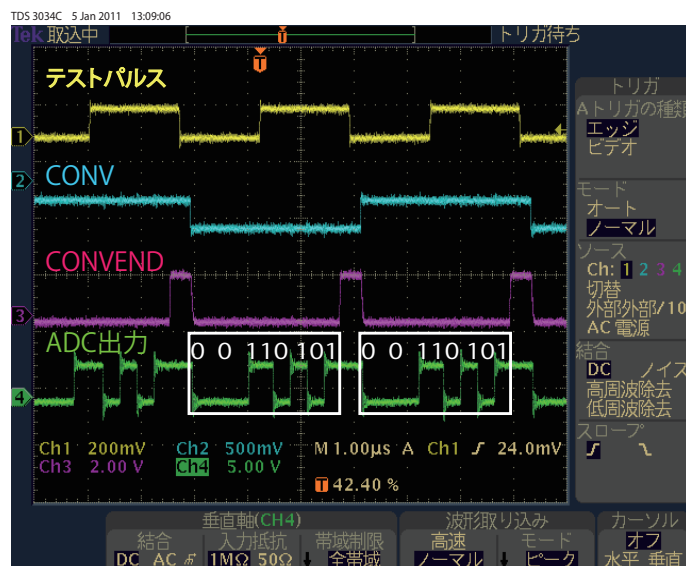 TDS 3034C 5 Jan 2011 13:09:06
Tek 取込中 トリガ待ち
テストパルス
CONV
CONVEND
ADC出力
0 0 110 101 0 0 110 101
1
2
3
4
Ch1 200mV Ch2 500mV M 1.00µs A Ch1 24.0mV
Ch3 2.00 V Ch4 5.00 V
T 42.40 %
トリガ
Aトリガの種類
エッジ
ビデオ
モード
オート
ノーマル
ソース
Ch: 1 2 3 4
切替
外部外部/10
AC 電源
結合
DC ノイズ
高周波除去
低周波除去
スロープ
垂直軸(CH4) 波形取り込み カーソル
結合 入力抵抗 帯域制限 高速 モード オフ
DC AC 1MΩ 50Ω 全帯域 ノーマル ピーク 水平 垂直